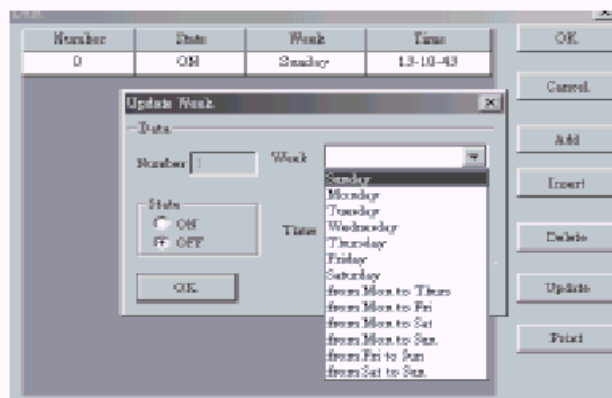 Number State Week Time
0 ON Sunday 13-10-43
OK
Cancel
Add
Insert
Delete
Update
Print
Update Week
Data
Number 1
Week
State
ON
OFF
Time
OK
Sunday
Monday
Tuesday
Wednesday
Thursday
Friday
Saturday
from Mon to Thurs
from Mon to Fri
from Mon to Sat
from Mon to Sun
from Fri to Sun
from Sat to Sun